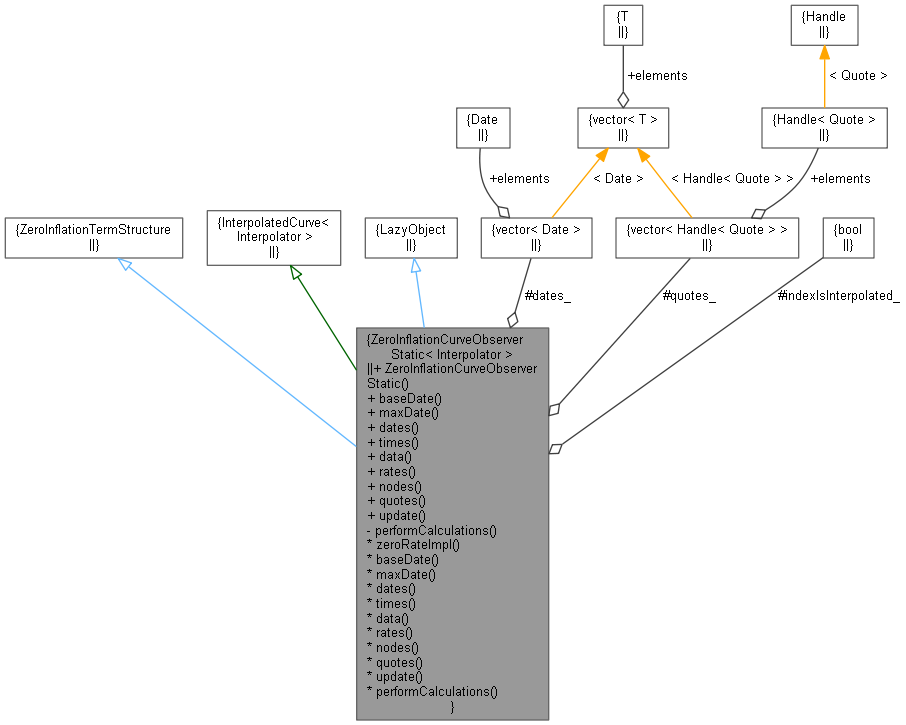 {T
||}
{Handle
||}
+elements
< Quote >
{Date
||}
{vector< T >
||}
{Handle< Quote >
||}
+elements
< Date >
< Handle< Quote > >
+elements
{ZeroInflationTermStructure
||}
{InterpolatedCurve<
Interpolator >
||}
{LazyObject
||}
{vector< Date >
||}
{vector< Handle< Quote > >
||}
{bool
||}
#dates_
#quotes_
#indexIsInterpolated_
{ZeroInflationCurveObserver
Static< Interpolator >
||+ ZeroInflationCurveObserver
Static()
+ baseDate()
+ maxDate()
+ dates()
+ times()
+ data()
+ rates()
+ nodes()
+ quotes()
+ update()
- performCalculations()
* zeroRateImpl()
* baseDate()
* maxDate()
* dates()
* times()
* data()
* rates()
* nodes()
* quotes()
* update()
* performCalculations()
}